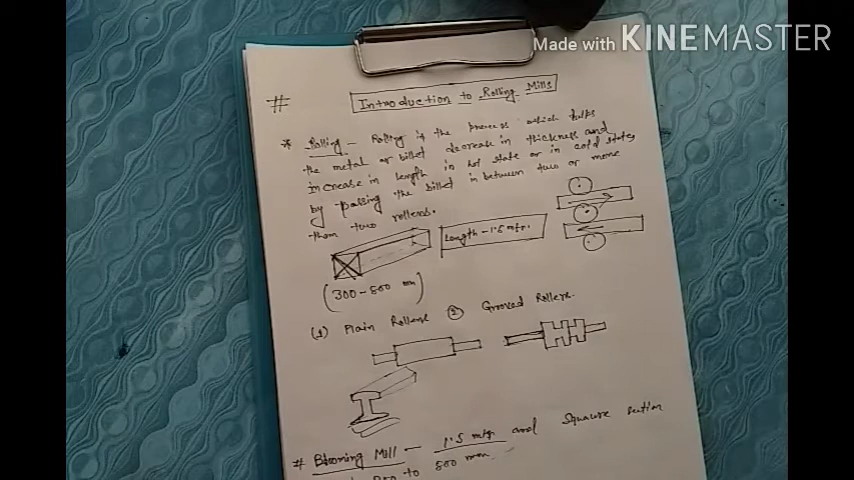 Made with KINEMASTER
# Introduction to Rolling Mills
* Rolling - Rolling is the process which helps
the metal or billet decrease in thickness and
increase in length in hot state or in cold states
by passing the billet in between two or more
than two rollers.
Length - 1.5 mtr.
(300-500 mm)
(1) Plain Rollers (2) Grooved Rollers.
# Blooming Mill - 1.5 mtr and Square Section
to 500 mm.